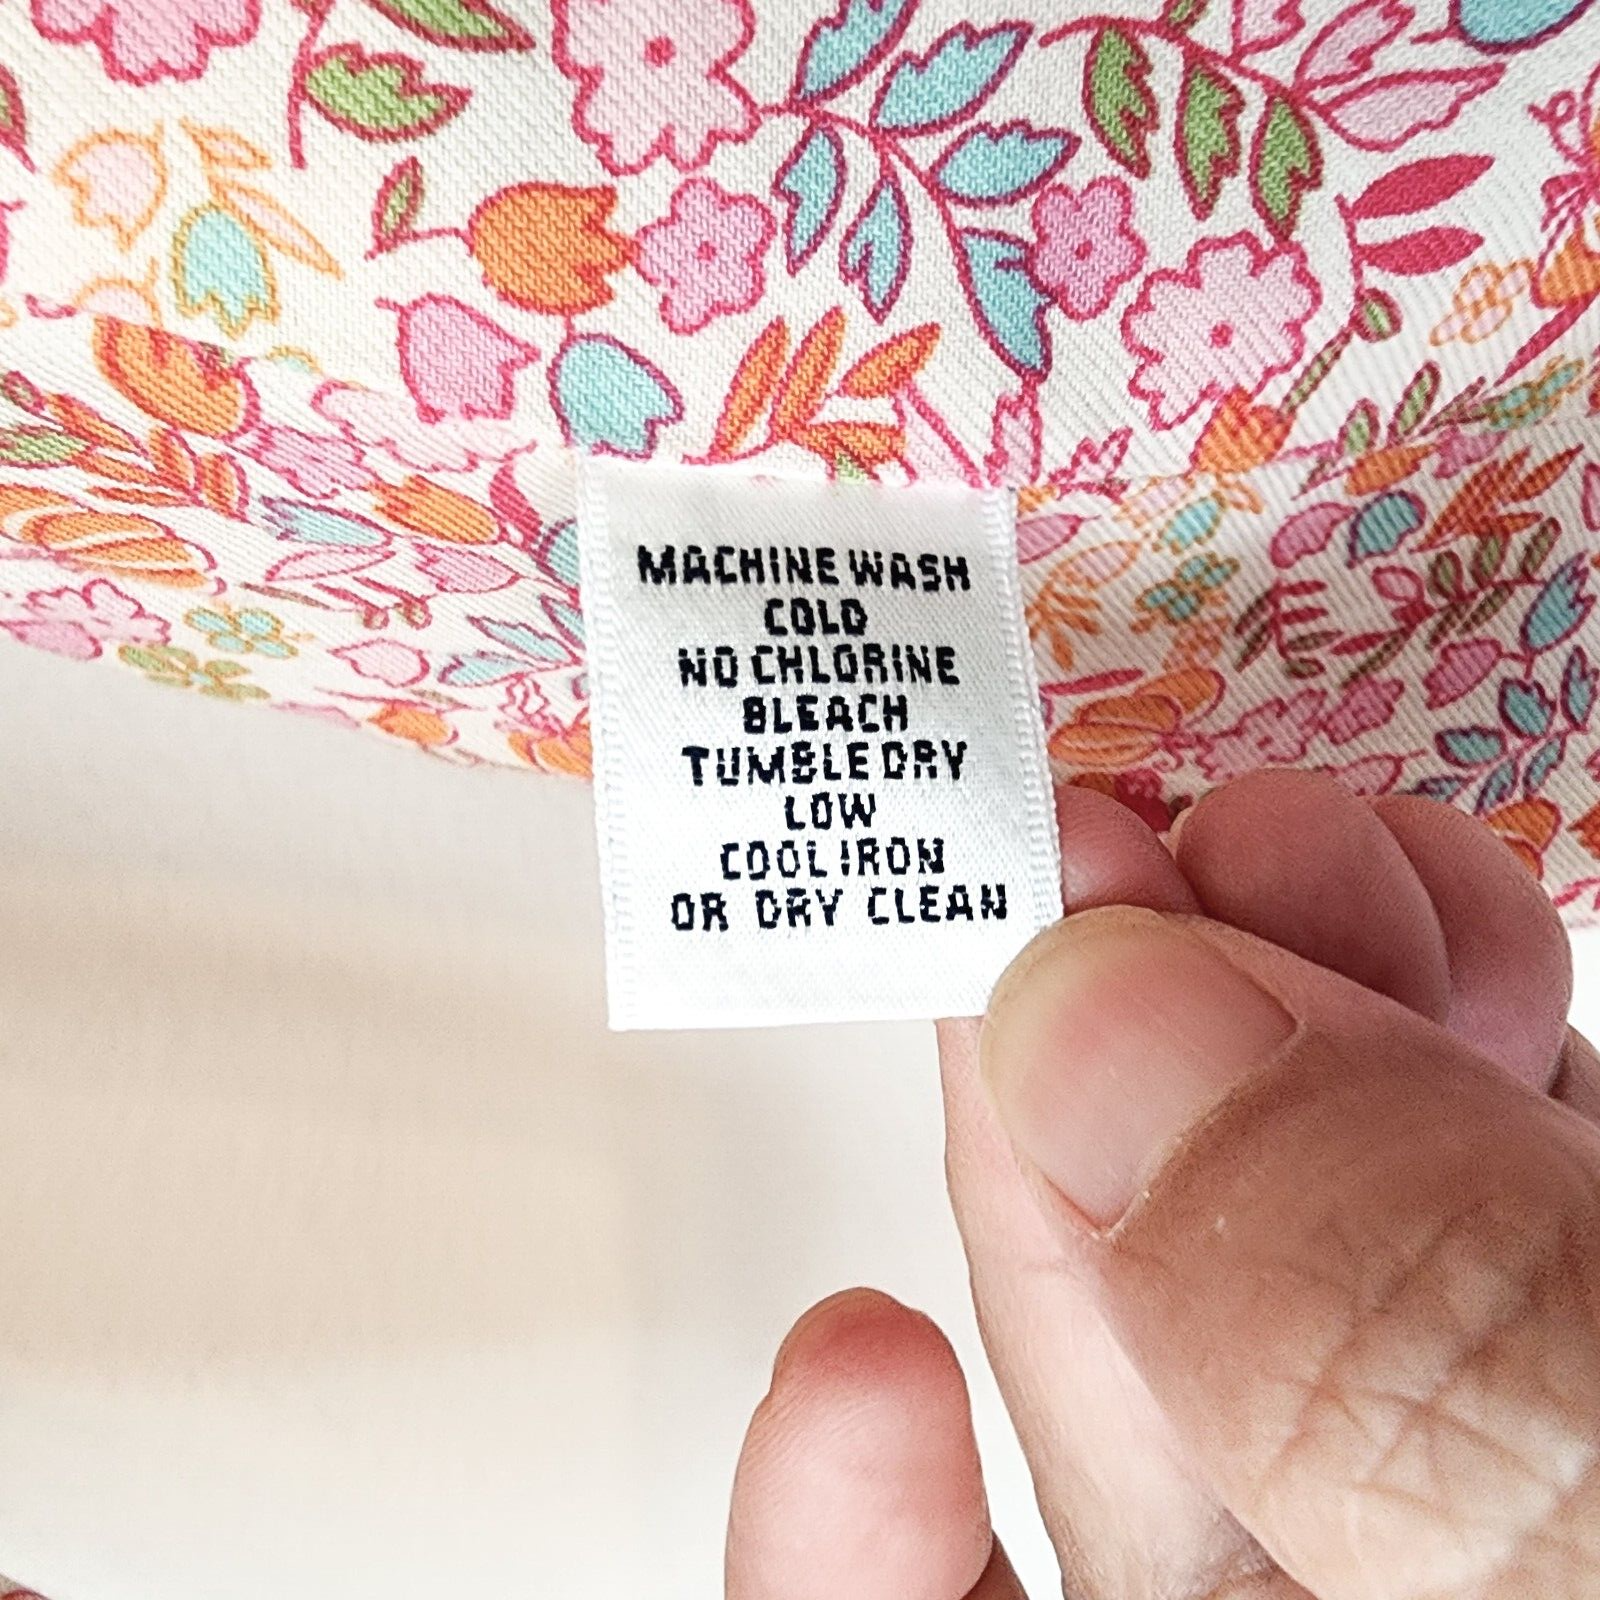 MACHINE WASH
COLD
NO CHLORINE
BLEACH
TUMBLE DRY
LOW
COOL IRON
OR DRY CLEAN